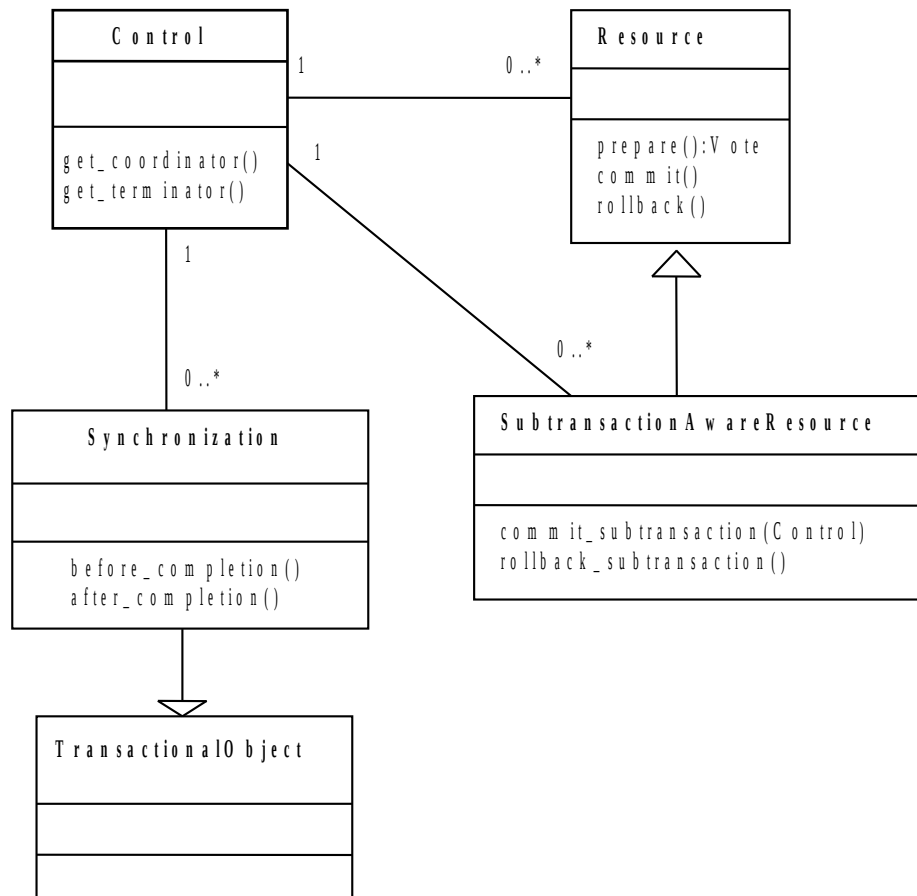 Control
Resource
1
0..*
get_coordinator()
get_terminator()
1
prepare():Vote
commit()
rollback()
1
0..*
0..*
Synchronization
SubtransactionAwareResource
before_completion()
after_completion()
commit_subtransaction(Control)
rollback_subtransaction()
TransactionalObject